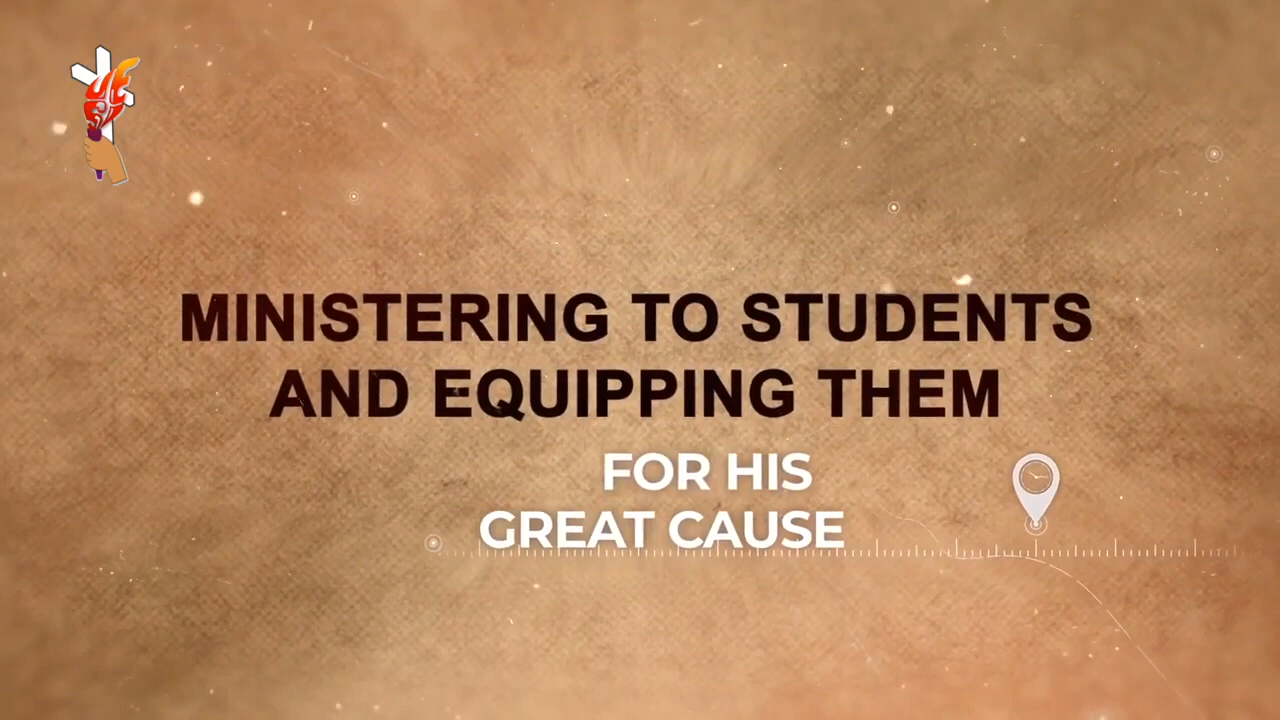 MINISTERING TO STUDENTS
AND EQUIPPING THEM
FOR HIS
GREAT CAUSE